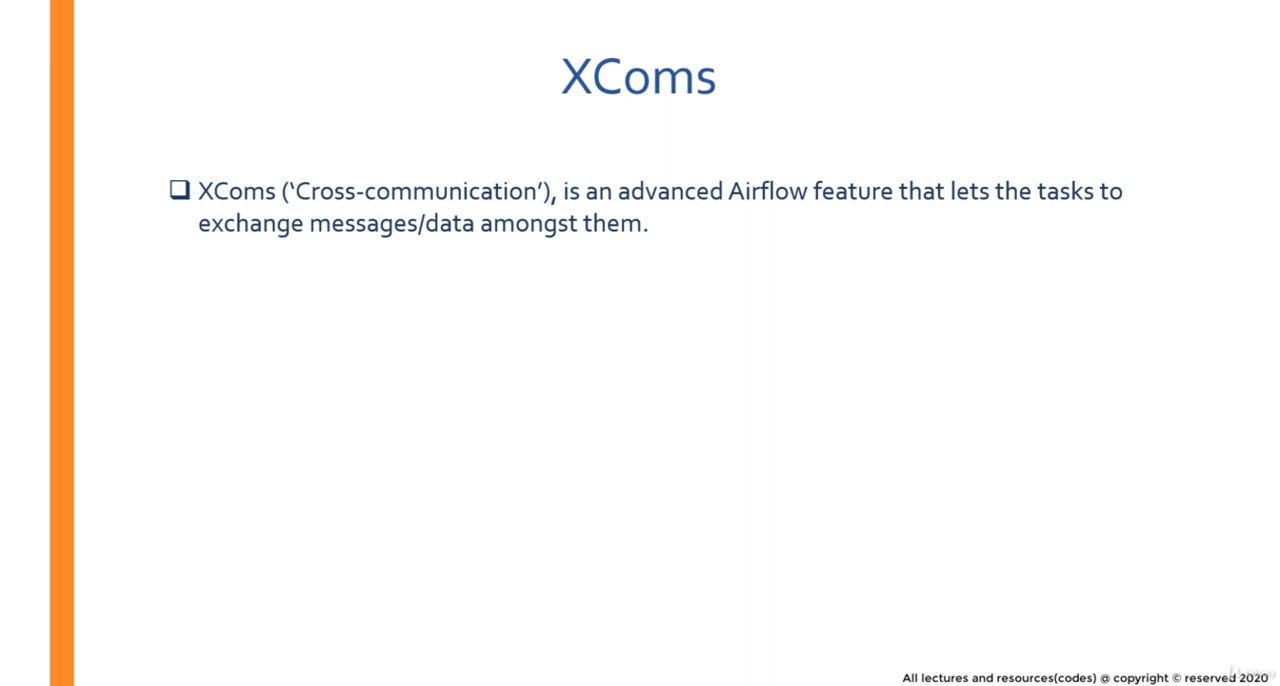 XComs
❑ XComs (‘Cross-communication’), is an advanced Airflow feature that lets the tasks to
exchange messages/data amongst them.
All lectures and resources(codes) @ copyright © reserved 2020